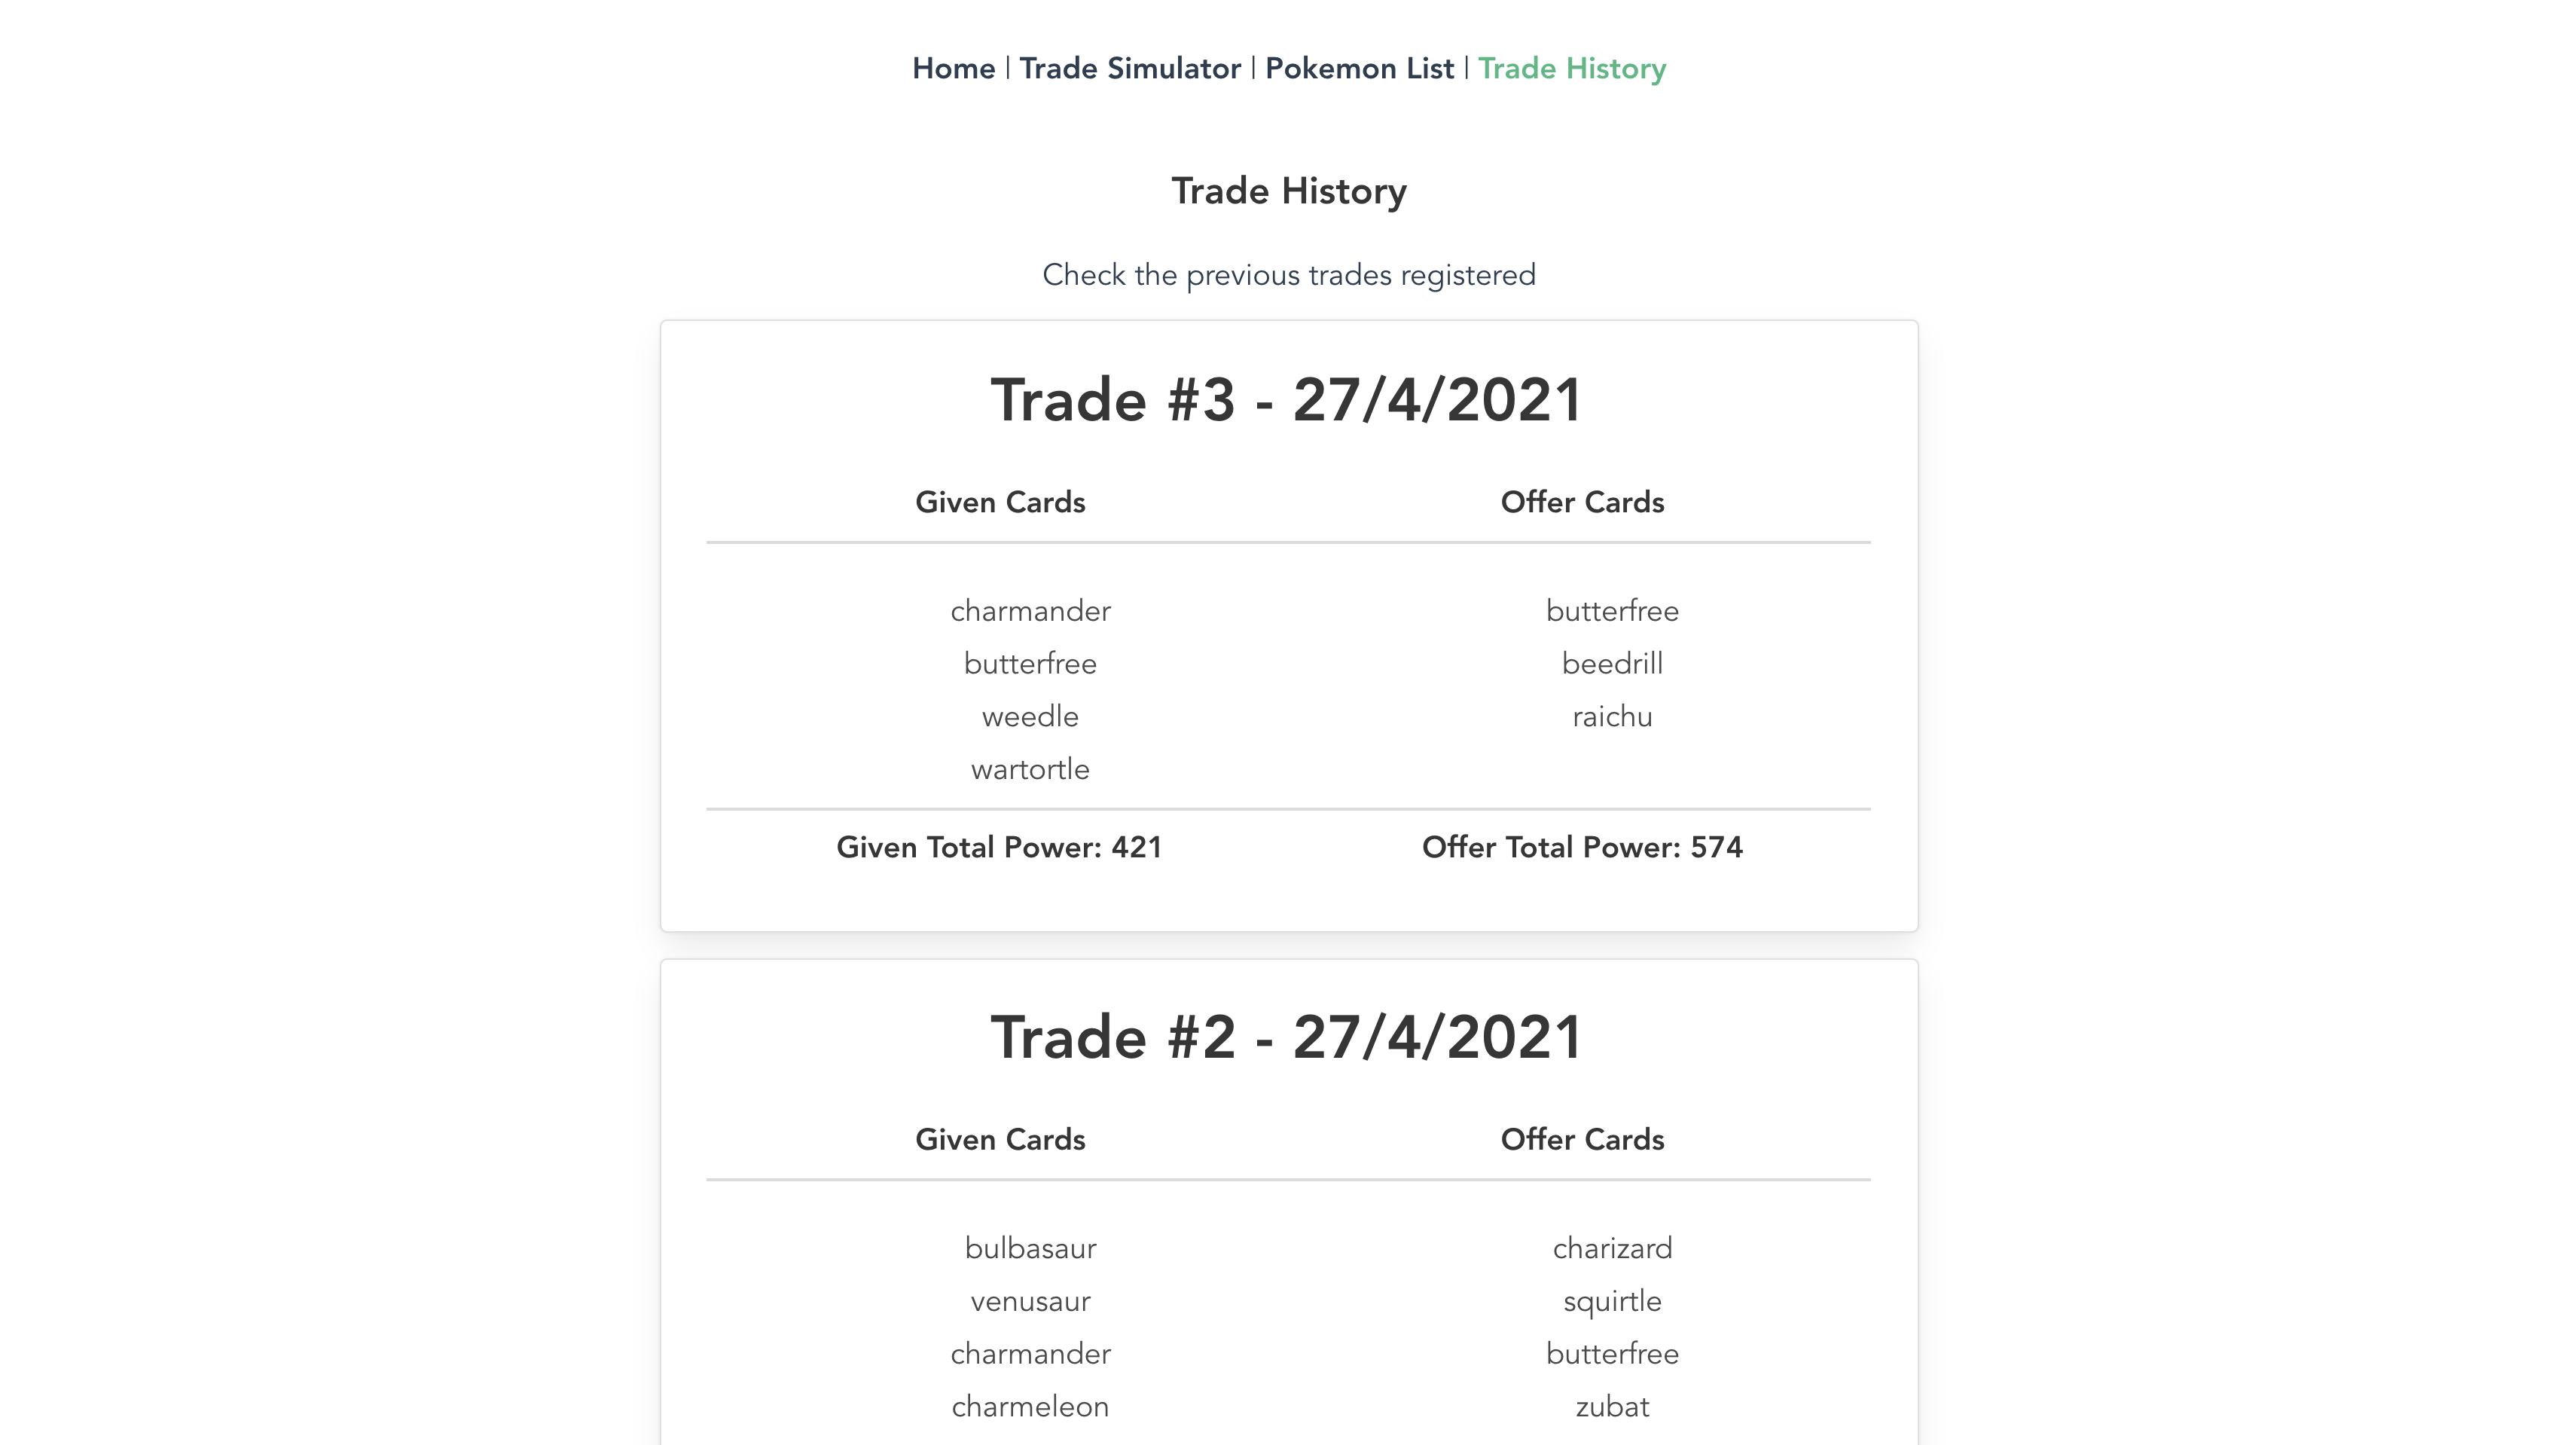 Home | Trade Simulator | Pokemon List | Trade History
Trade History
Check the previous trades registered
Trade #3 - 27/4/2021
Given Cards Offer Cards
charmander butterfree
butterfree beedrill
weedle raichu
wartortle
Given Total Power: 421 Offer Total Power: 574
Trade #2 - 27/4/2021
Given Cards Offer Cards
bulbasaur charizard
venusaur squirtle
charmander butterfree
charmeleon zubat